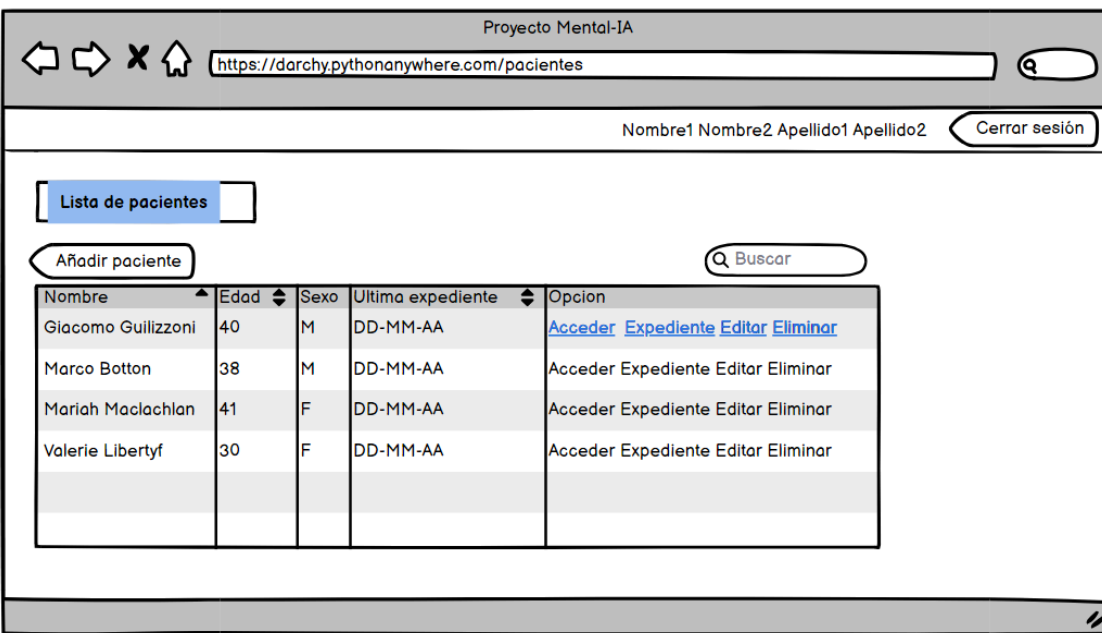 Proyecto Mental-IA
https://darchy.pythonanywhere.com/pacientes
Nombre1 Nombre2 Apellido1 Apellido2 Cerrar sesión
Lista de pacientes
Añadir paciente Buscar
Nombre Edad Sexo Ultima expediente Opcion
Giacomo Guilizzoni 40 M DD-MM-AA Acceder Expediente Editar Eliminar
Marco Botton 38 M DD-MM-AA Acceder Expediente Editar Eliminar
Mariah Maclachlan 41 F DD-MM-AA Acceder Expediente Editar Eliminar
Valerie Libertyf 30 F DD-MM-AA Acceder Expediente Editar Eliminar